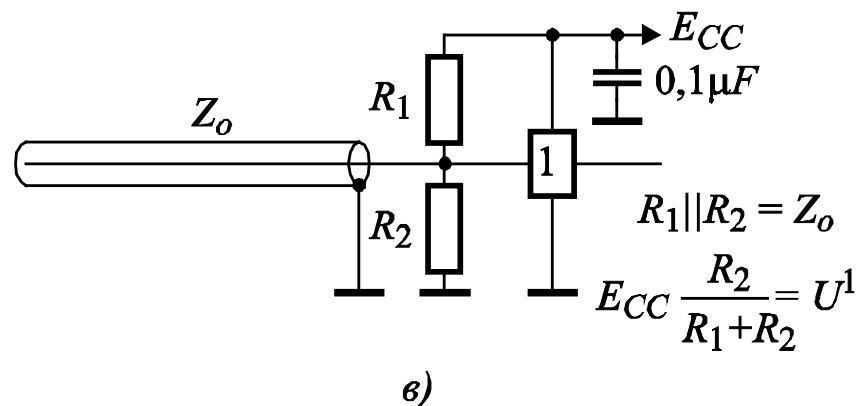 E_CC
R_1
0,1μF
Z_o
1
R_2
R_1||R_2 = Z_o
E_CC R_2/(R_1+R_2) = U^1
в)